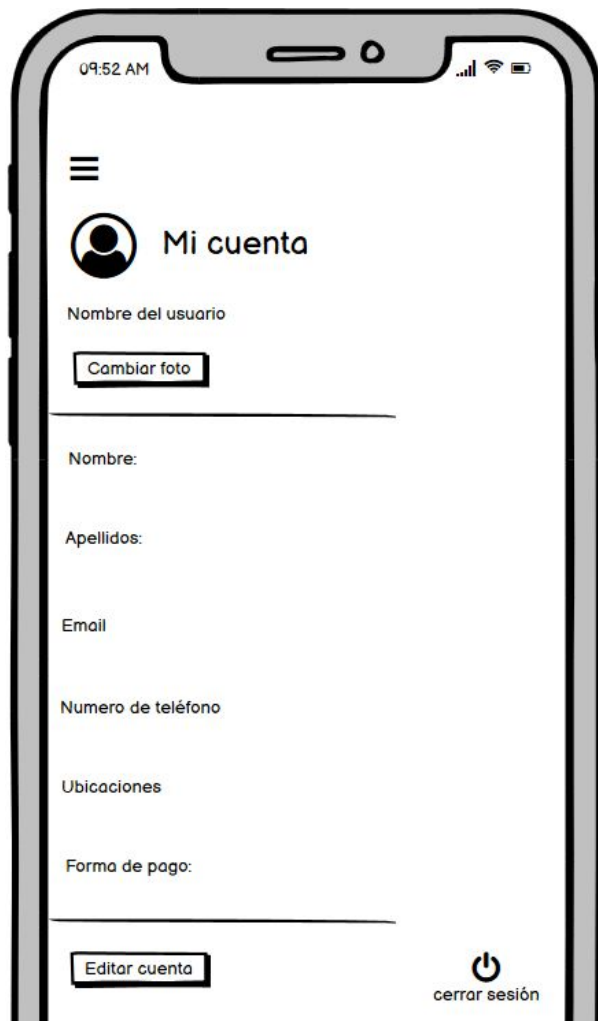 09:52 AM
Mi cuenta
Nombre del usuario
Cambiar foto
Nombre:
Apellidos:
Email
Numero de teléfono
Ubicaciones
Forma de pago:
Editar cuenta
cerrar sesión